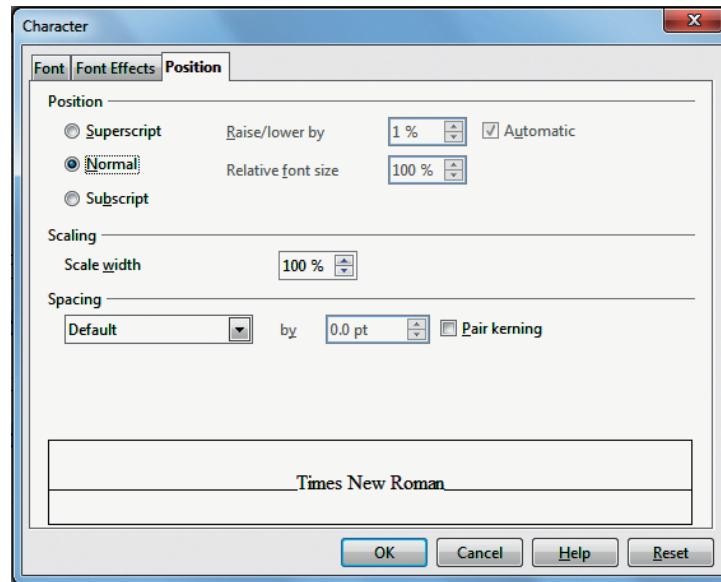 Character
Font Font Effects Position
Position
Superscript Raise/lower by 1 % Automatic
Normal Relative font size 100 %
Subscript
Scaling
Scale width 100 %
Spacing
Default by 0.0 pt Pair kerning
Times New Roman
OK Cancel Help Reset